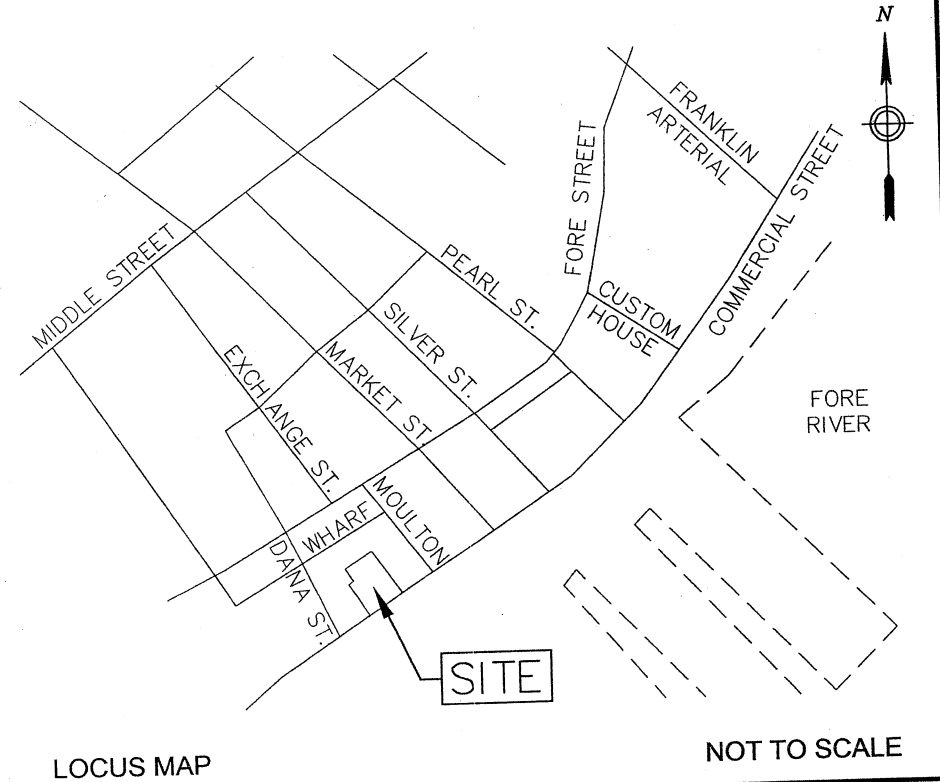 N
FRANKLIN
ARTERIAL
FORE STREET
COMMERCIAL STREET
MIDDLE STREET
PEARL ST.
CUSTOM
HOUSE
SILVER ST.
MARKET ST.
EXCHANGE ST.
FORE
RIVER
MOULTON
WHARF
DANA ST.
SITE
LOCUS MAP
NOT TO SCALE